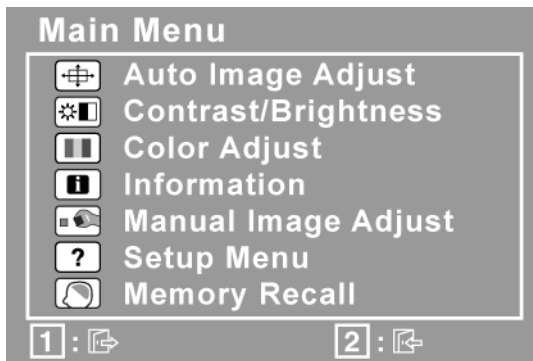 Main Menu
Auto Image Adjust
Contrast/Brightness
Color Adjust
Information
Manual Image Adjust
? Setup Menu
Memory Recall
1 : 2 :